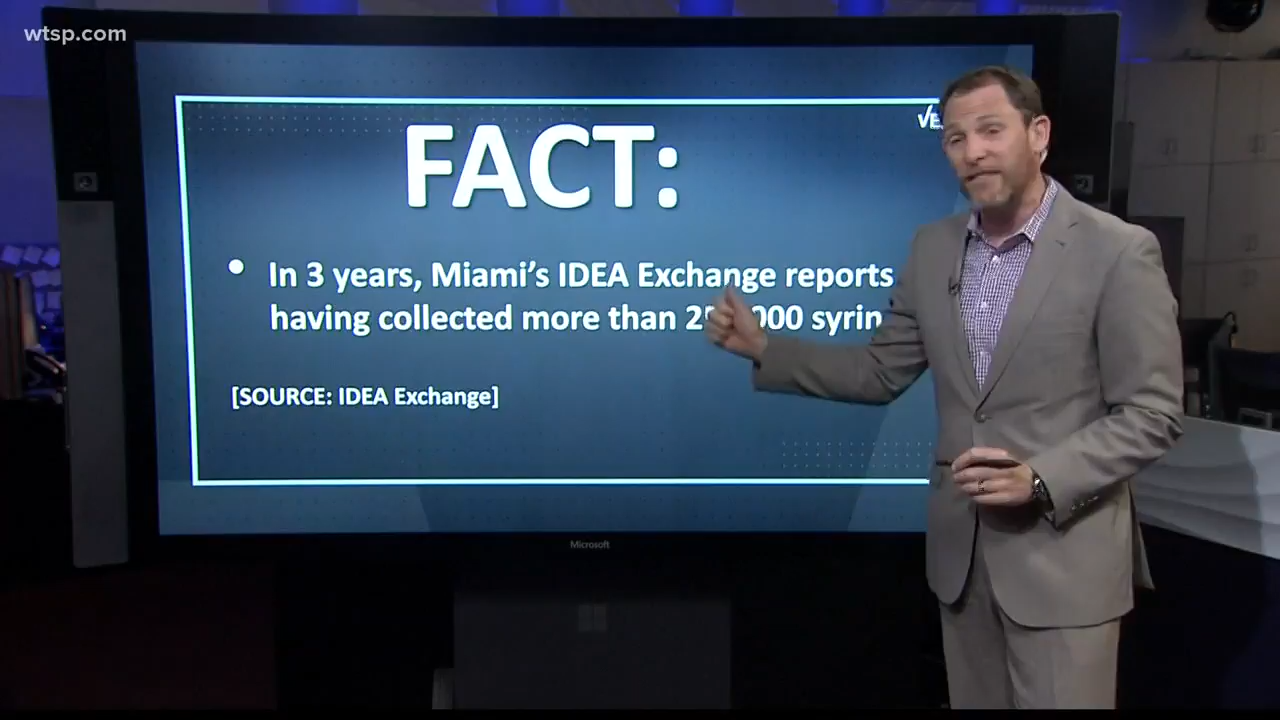 wtsp.com
FACT:
• In 3 years, Miami's IDEA Exchange reports
having collected more than
[SOURCE: IDEA Exchange]
Microsoft